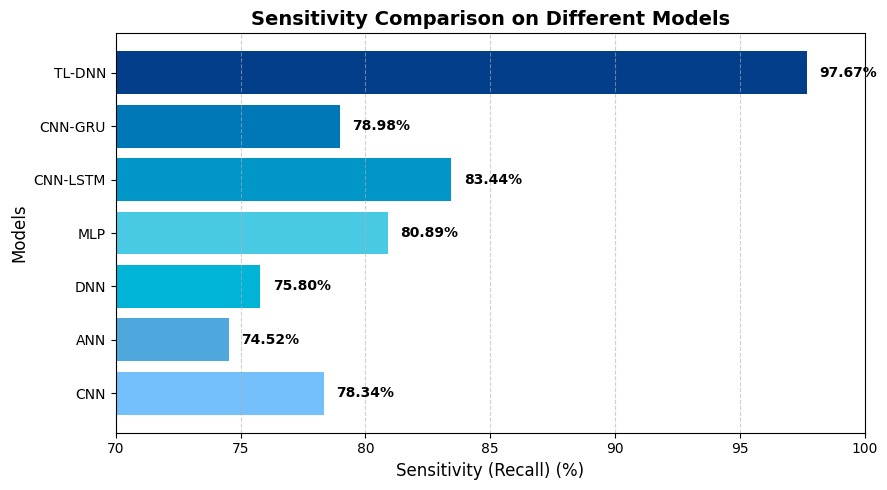 Sensitivity Comparison on Different Models
TL-DNN
97.67%
CNN-GRU
78.98%
CNN-LSTM
83.44%
MLP
80.89%
DNN
75.80%
ANN
74.52%
CNN
78.34%
Models
70 75 80 85 90 95 100
Sensitivity (Recall) (%)